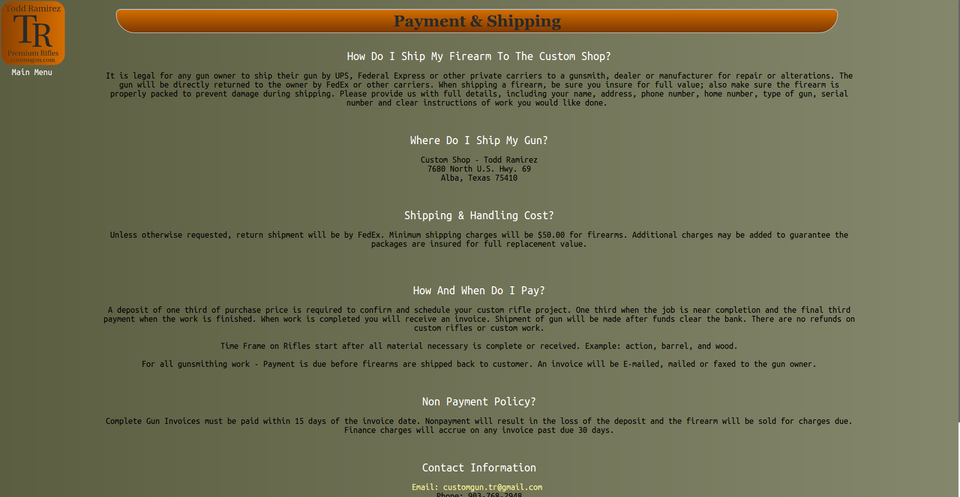 Todd Ramirez
TR
Premium Rifles
customgun.com
Main Menu
Payment & Shipping
How Do I Ship My Firearm To The Custom Shop?
It is legal for any gun owner to ship their gun by UPS, Federal Express or other private carriers to a gunsmith, dealer or manufacturer for repair or alterations. The
gun will be directly returned to the owner by FedEx or other carriers. When shipping a firearm, be sure you insure for full value; also make sure the firearm is
properly packed to prevent damage during shipping. Please provide us with full details, including your name, address, phone number, home number, type of gun, serial
number and clear instructions of work you would like done.
Where Do I Ship My Gun?
Custom Shop - Todd Ramirez
7680 North U.S. Hwy. 69
Alba, Texas 75410
Shipping & Handling Cost?
Unless otherwise requested, return shipment will be by FedEx. Minimum shipping charges will be $50.00 for firearms. Additional charges may be added to guarantee the
packages are insured for full replacement value.
How And When Do I Pay?
A deposit of one third of purchase price is required to confirm and schedule your custom rifle project. One third when the job is near completion and the final third
payment when the work is finished. When work is completed you will receive an invoice. Shipment of gun will be made after funds clear the bank. There are no refunds on
custom rifles or custom work.
Time Frame on Rifles start after all material necessary is complete or received. Example: action, barrel, and wood.
For all gunsmithing work - Payment is due before firearms are shipped back to customer. An invoice will be E-mailed, mailed or faxed to the gun owner.
Non Payment Policy?
Complete Gun Invoices must be paid within 15 days of the invoice date. Nonpayment will result in the loss of the deposit and the firearm will be sold for charges due.
Finance charges will accrue on any invoice past due 30 days.
Contact Information
Email: customgun.tr@gmail.com
Phone: 903-768-2948